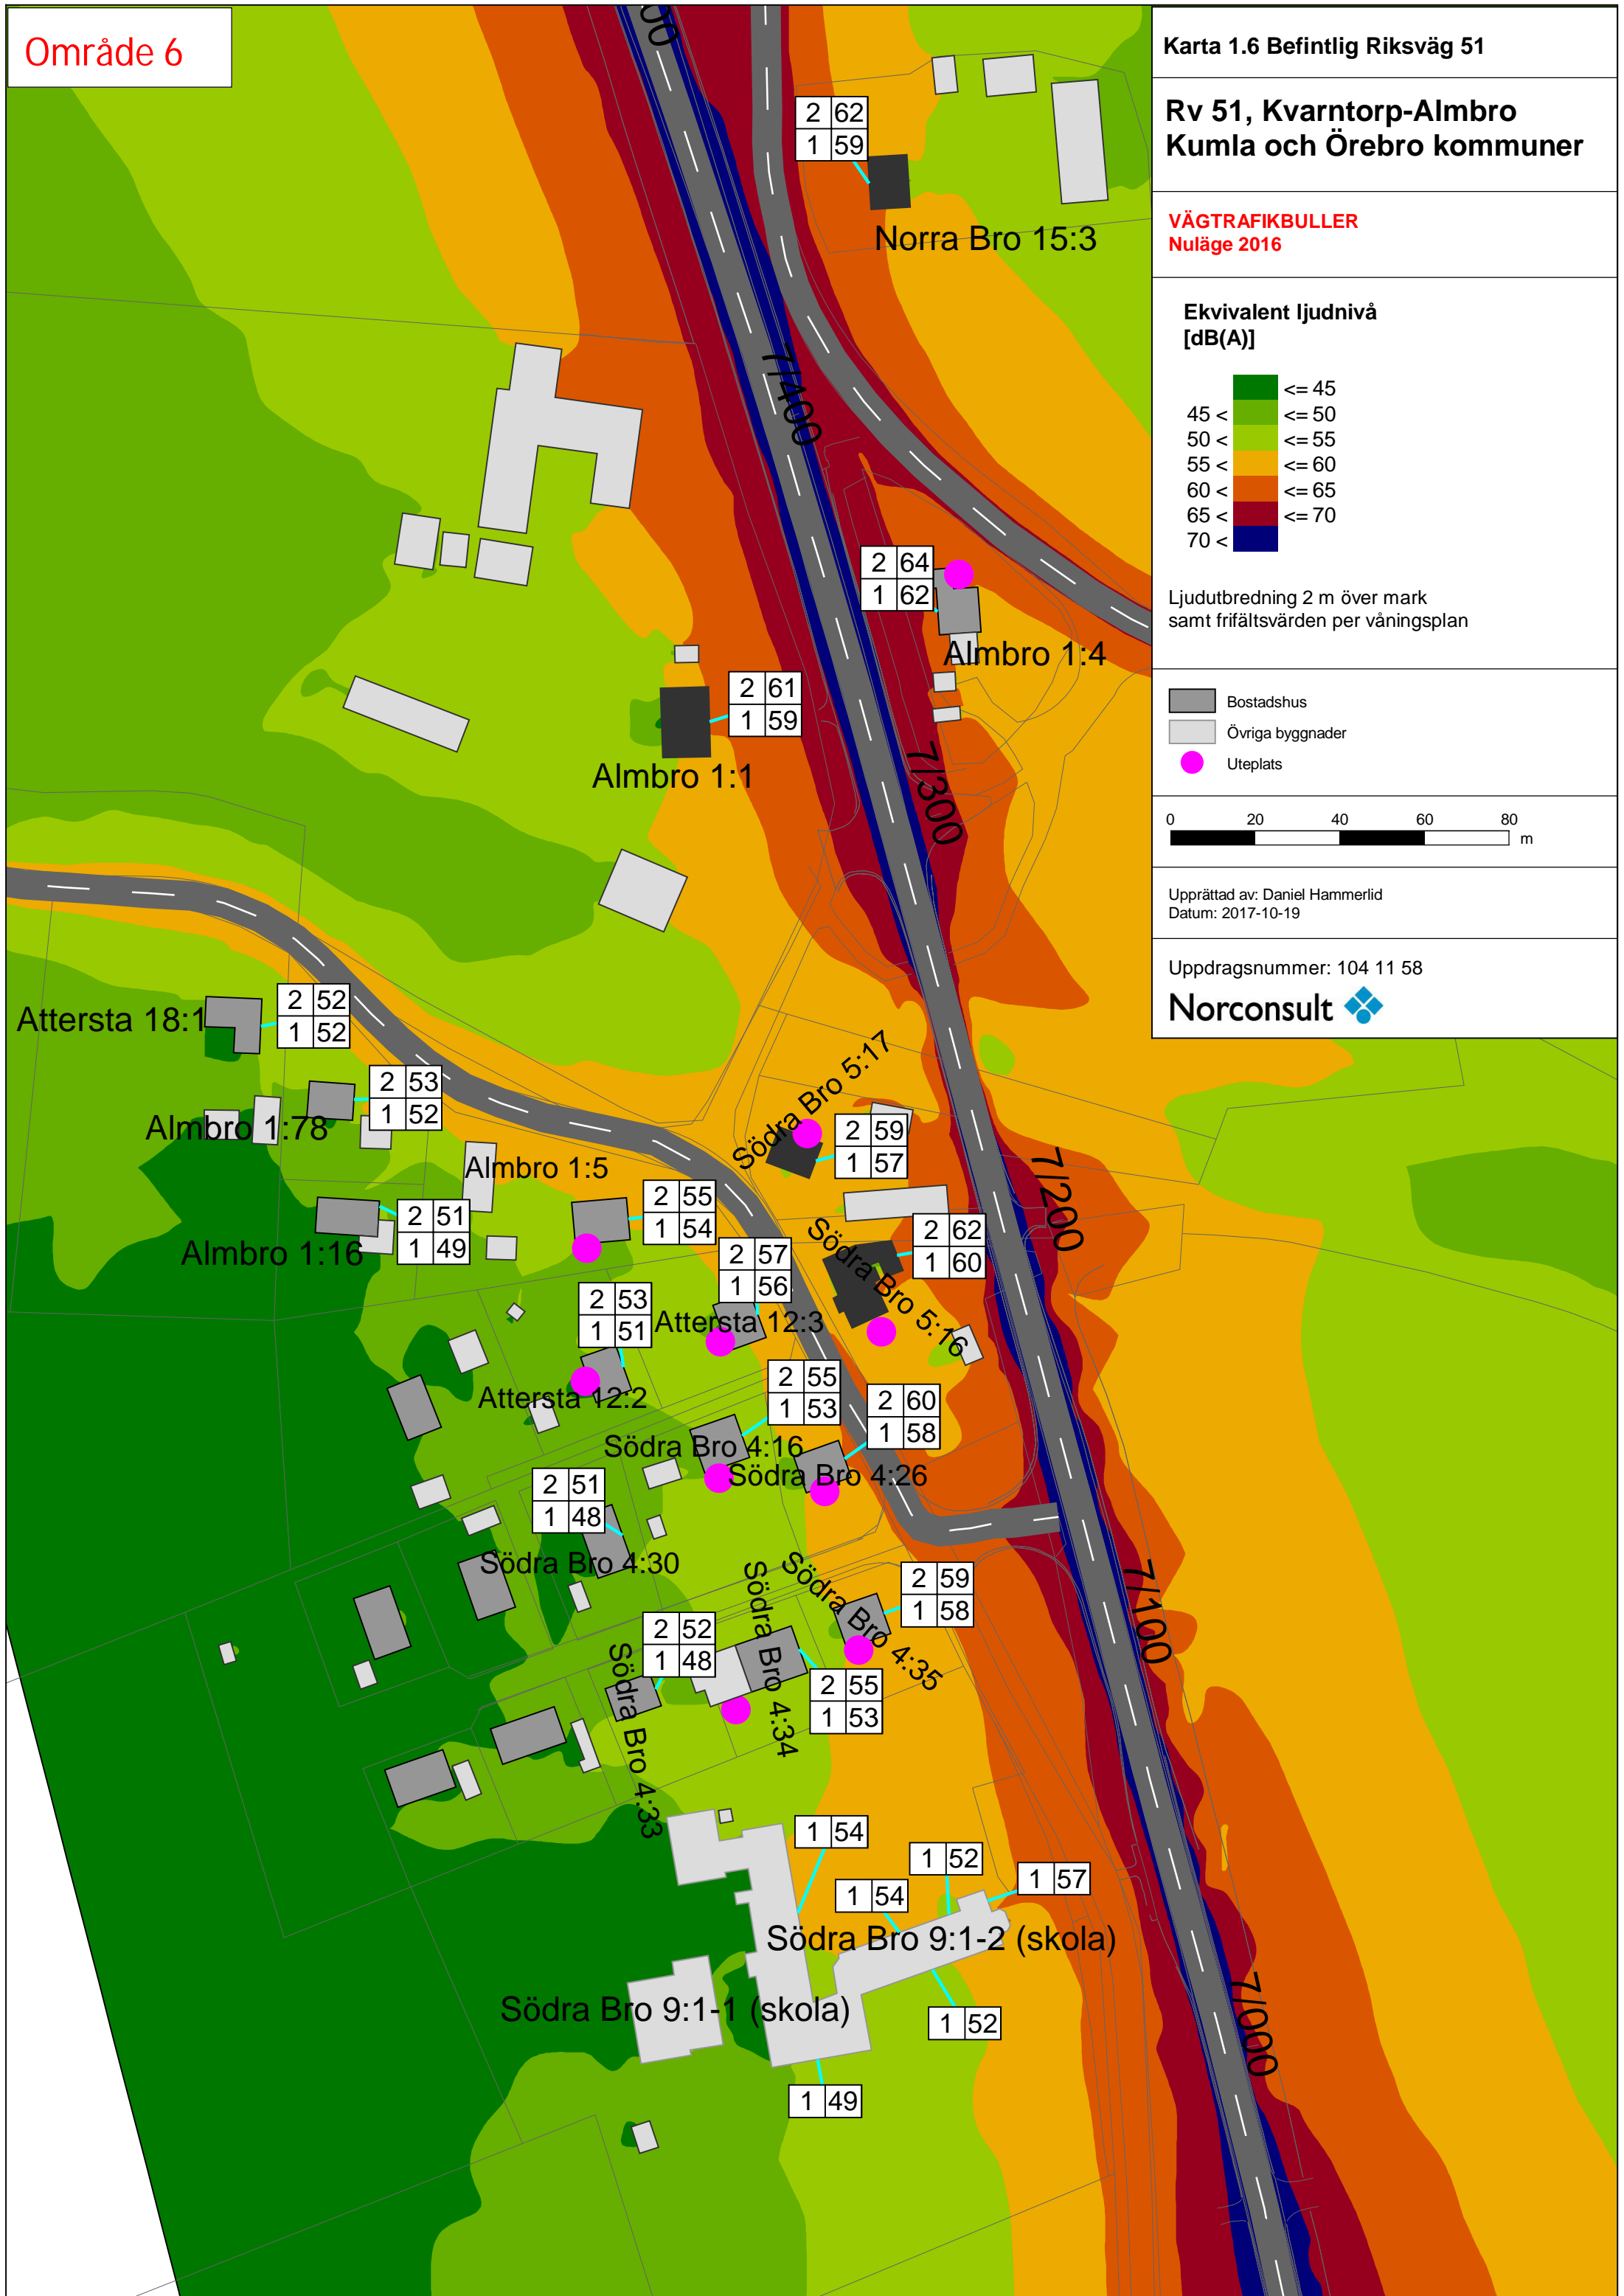 Område 6
Karta 1.6 Befintlig Riksväg 51
Rv 51, Kvarntorp-Almbro
Kumla och Örebro kommuner
VÄGTRAFIKBULLER
Nuläge 2016
Ekvivalent ljudnivå
[dB(A)]
<= 45
45 < <= 50
50 < <= 55
55 < <= 60
60 < <= 65
65 < <= 70
70 <
Ljudutbredning 2 m över mark
samt frifältsvärden per våningsplan
Bostadshus
Övriga byggnader
Uteplats
0 20 40 60 80
m
Upprättad av: Daniel Hammerlid
Datum: 2017-10-19
Uppdragsnummer: 104 11 58
Norconsult
00
2 62
1 59
Norra Bro 15:3
7/400
2 64
1 62
Almbro 1:4
2 61
1 59
Almbro 1:1
7/300
Attersta 18:1
2 52
1 52
2 53
1 52
Almbro 1:78
Södra Bro 5:17
2 59
1 57
Almbro 1:5
2 55
1 54
7/200
2 51
1 49
Almbro 1:16
2 62
1 60
Södra Bro 5:16
2 57
1 56
Attersta 12:3
2 53
1 51
Attersta 12:2
2 55
1 53
Södra Bro 4:16
2 60
1 58
Södra Bro 4:26
2 51
1 48
Södra Bro 4:30
7/100
2 59
1 58
Södra Bro 4:35
2 52
1 48
Södra Bro 4:33
Södra Bro 4:34
2 55
1 53
1 54
1 52
1 57
1 54
Södra Bro 9:1-2 (skola)
Södra Bro 9:1-1 (skola)
1 52
7/000
1 49